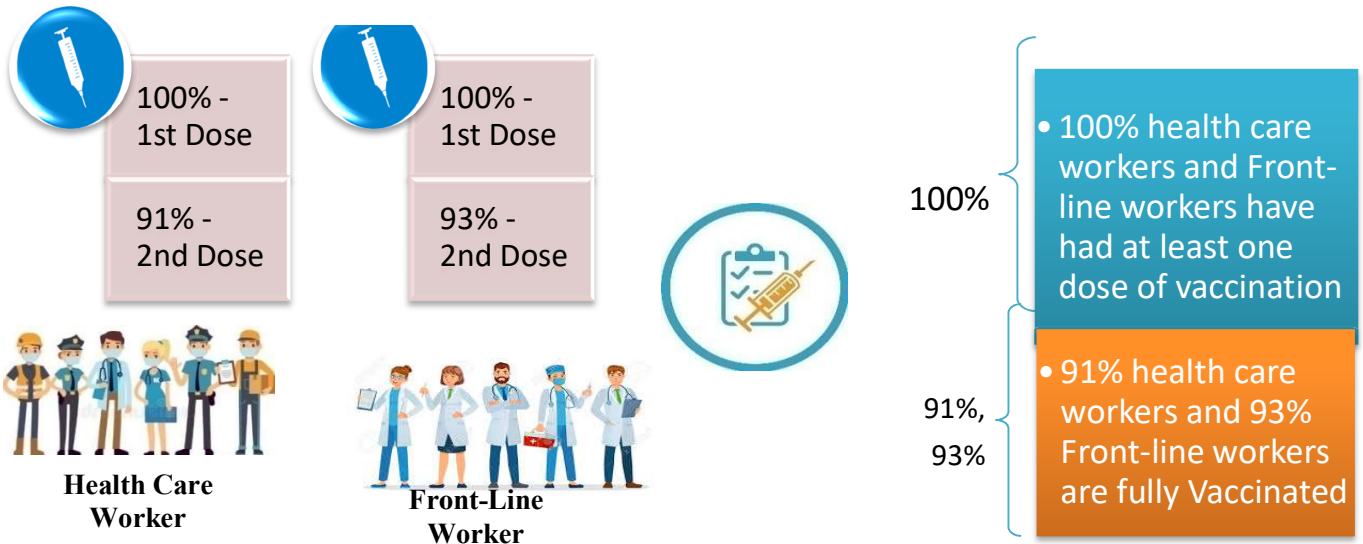 100% -
1st Dose
91% -
2nd Dose
Health Care
Worker
100% -
1st Dose
93% -
2nd Dose
Front-Line
Worker
100%
• 100% health care
workers and Front-
line workers have
had at least one
dose of vaccination
91%,
93%
• 91% health care
workers and 93%
Front-line workers
are fully Vaccinated